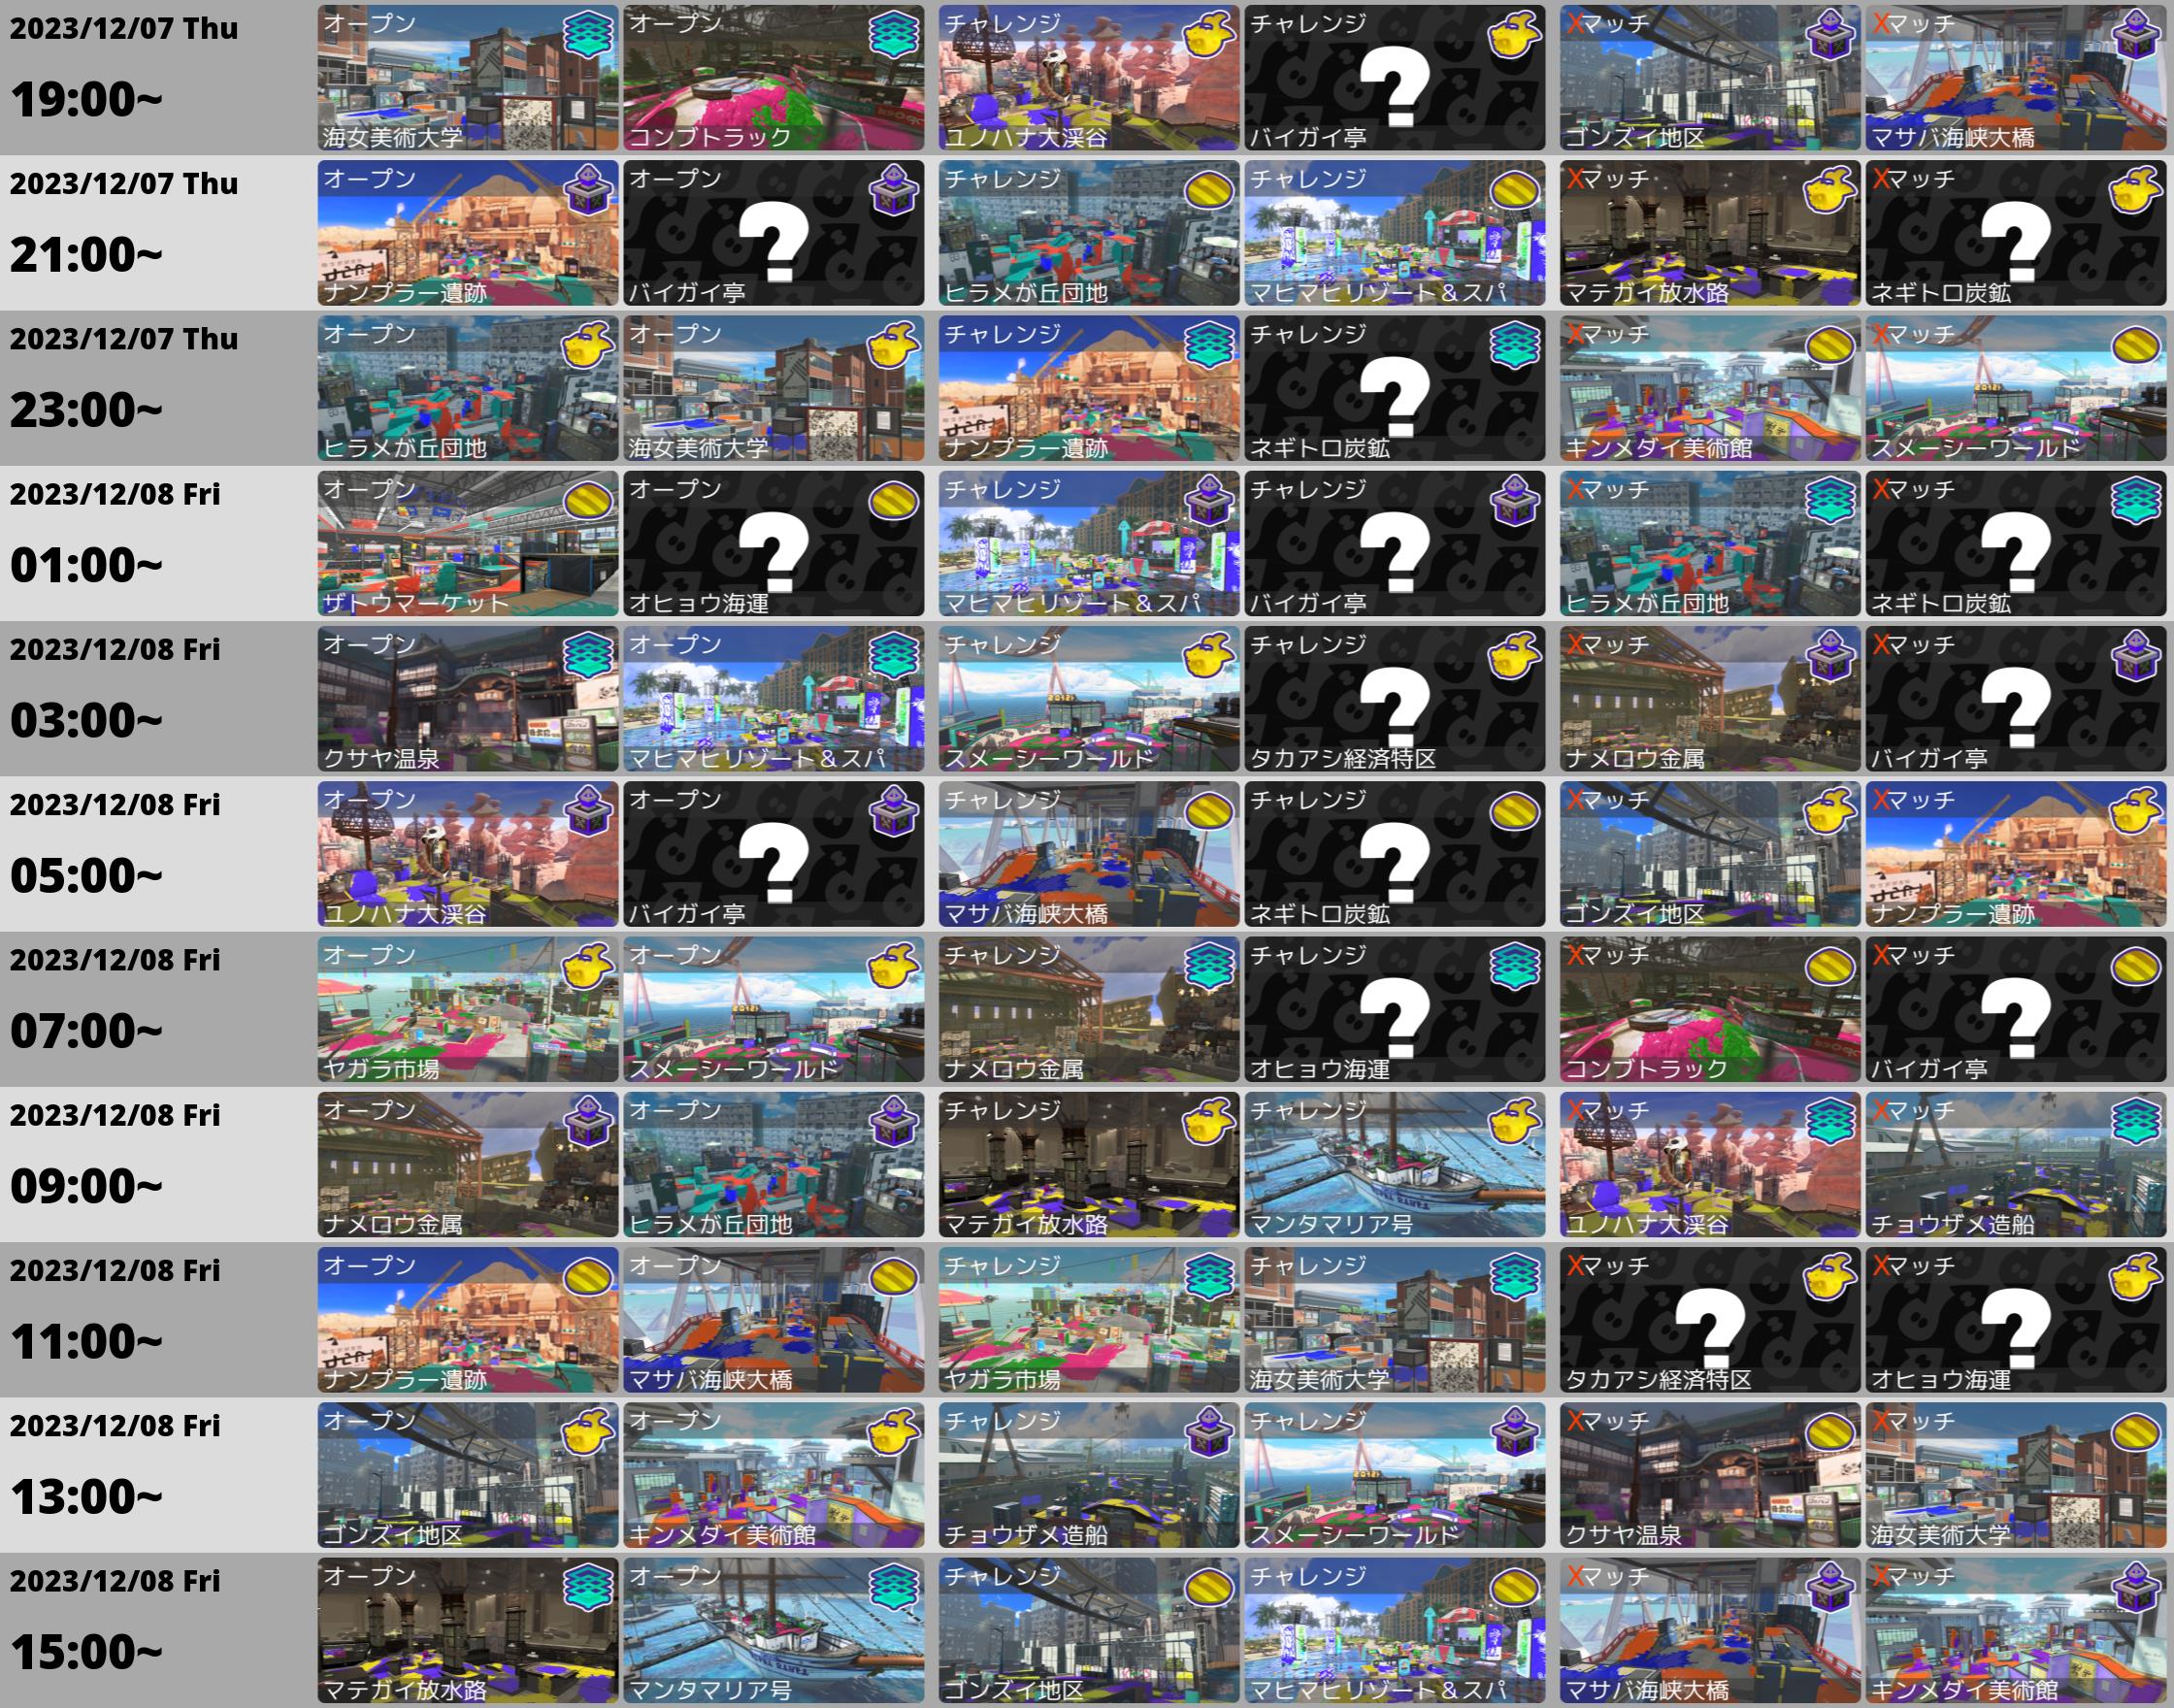 2023/12/07 Thu
19:00~
オープン
海女美術大学
オープン
コンブトラック
チャレンジ
ユノハナ大渓谷
チャレンジ
バイガイ亭
Xマッチ
ゴンズイ地区
Xマッチ
マサバ海峡大橋
2023/12/07 Thu
21:00~
オープン
ナンプラー遺跡
オープン
バイガイ亭
チャレンジ
ヒラメが丘団地
チャレンジ
マヒマヒリゾート＆スパ
Xマッチ
マテガイ放水路
Xマッチ
ネギトロ炭鉱
2023/12/07 Thu
23:00~
オープン
ヒラメが丘団地
オープン
海女美術大学
チャレンジ
ナンプラー遺跡
チャレンジ
ネギトロ炭鉱
Xマッチ
キンメダイ美術館
Xマッチ
スメーシーワールド
2023/12/08 Fri
01:00~
オープン
ザトウマーケット
オープン
オヒョウ海運
チャレンジ
マヒマヒリゾート＆スパ
チャレンジ
バイガイ亭
Xマッチ
ヒラメが丘団地
Xマッチ
ネギトロ炭鉱
2023/12/08 Fri
03:00~
オープン
クサヤ温泉
オープン
マヒマヒリゾート＆スパ
チャレンジ
スメーシーワールド
チャレンジ
タカアシ経済特区
Xマッチ
ナメロウ金属
Xマッチ
バイガイ亭
2023/12/08 Fri
05:00~
オープン
ユノハナ大渓谷
オープン
バイガイ亭
チャレンジ
マサバ海峡大橋
チャレンジ
ネギトロ炭鉱
Xマッチ
ゴンズイ地区
Xマッチ
ナンプラー遺跡
2023/12/08 Fri
07:00~
オープン
ヤガラ市場
オープン
スメーシーワールド
チャレンジ
ナメロウ金属
チャレンジ
オヒョウ海運
Xマッチ
コンブトラック
Xマッチ
バイガイ亭
2023/12/08 Fri
09:00~
オープン
ナメロウ金属
オープン
ヒラメが丘団地
チャレンジ
マテガイ放水路
チャレンジ
マンタマリア号
Xマッチ
ユノハナ大渓谷
Xマッチ
チョウザメ造船
2023/12/08 Fri
11:00~
オープン
ナンプラー遺跡
オープン
マサバ海峡大橋
チャレンジ
ヤガラ市場
チャレンジ
海女美術大学
Xマッチ
タカアシ経済特区
Xマッチ
オヒョウ海運
2023/12/08 Fri
13:00~
オープン
ゴンズイ地区
オープン
キンメダイ美術館
チャレンジ
チョウザメ造船
チャレンジ
スメーシーワールド
Xマッチ
クサヤ温泉
Xマッチ
海女美術大学
2023/12/08 Fri
15:00~
オープン
マテガイ放水路
オープン
マンタマリア号
チャレンジ
ゴンズイ地区
チャレンジ
マヒマヒリゾート＆スパ
Xマッチ
マサバ海峡大橋
Xマッチ
キンメダイ美術館